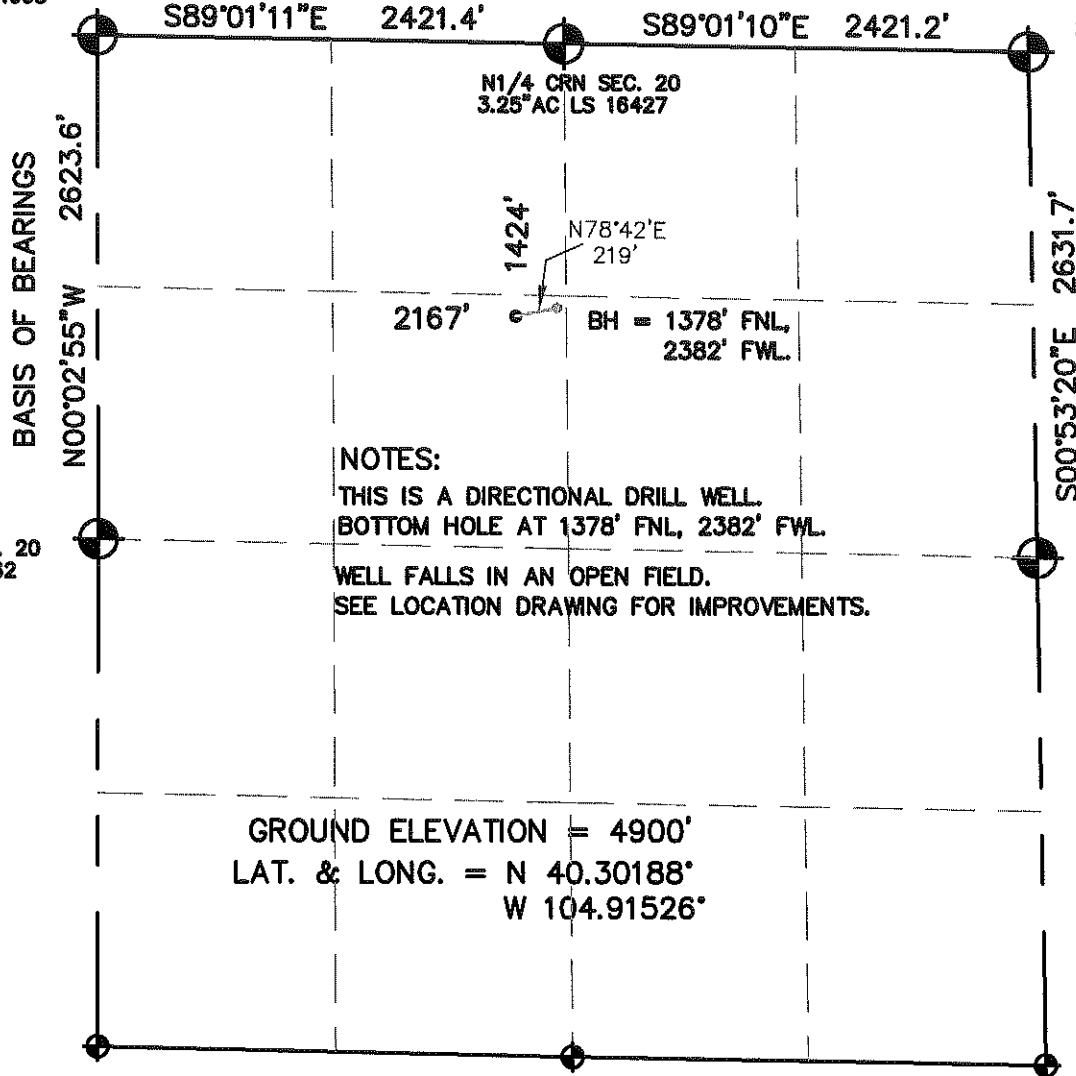 S89°01'11"E 2421.4' S89°01'10"E 2421.2'
N1/4 CRN SEC. 20
3.25"AC LS 16427
BASIS OF BEARINGS
N00°02'55"W 2623.6'
1424'
N78°42'E
219'
2167'
BH = 1378' FNL,
2382' FWL.
S00°53'20"E 2631.7'
NOTES:
THIS IS A DIRECTIONAL DRILL WELL.
BOTTOM HOLE AT 1378' FNL, 2382' FWL.
. 20
WELL FALLS IN AN OPEN FIELD.
SEE LOCATION DRAWING FOR IMPROVEMENTS.
GROUND ELEVATION = 4900'
LAT. & LONG. = N 40.30188°
W 104.91526°